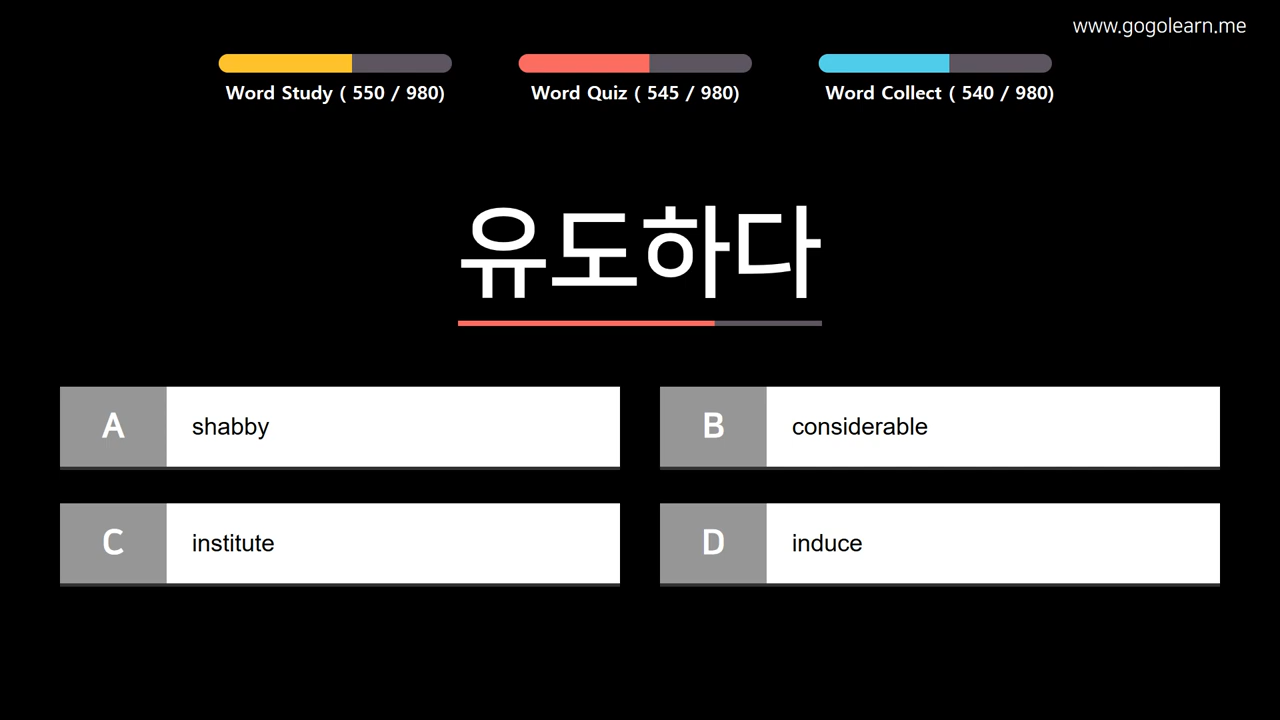 www.gogolearn.me
Word Study ( 550 / 980)
Word Quiz ( 545 / 980)
Word Collect ( 540 / 980)
유도하다
A shabby
B considerable
C institute
D induce